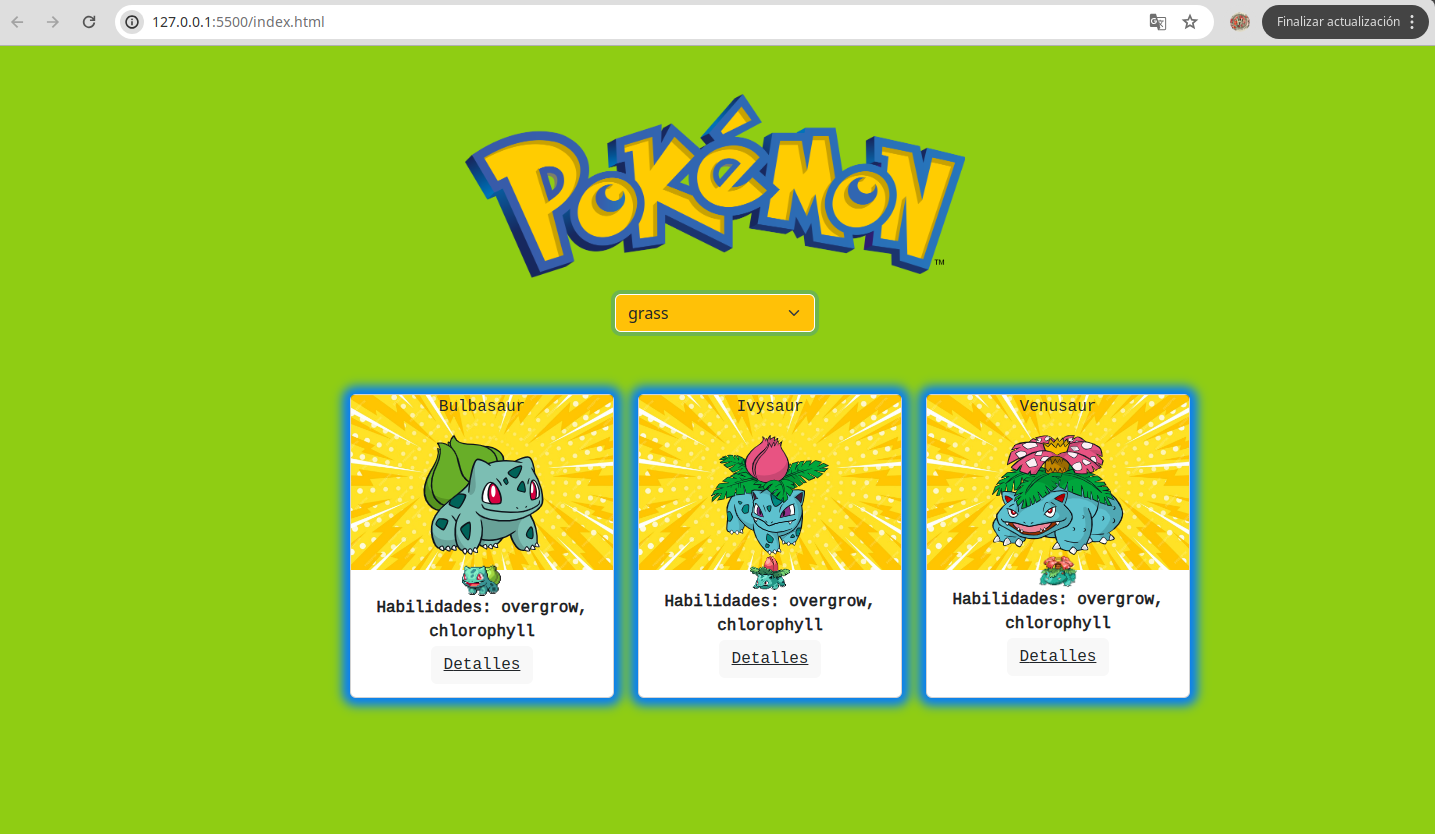 127.0.0.1:5500/index.html
Finalizar actualización
POKéMON
TM
grass
Bulbasaur
Ivysaur
Venusaur
Habilidades: overgrow,
chlorophyll
Detalles
Habilidades: overgrow,
chlorophyll
Detalles
Habilidades: overgrow,
chlorophyll
Detalles